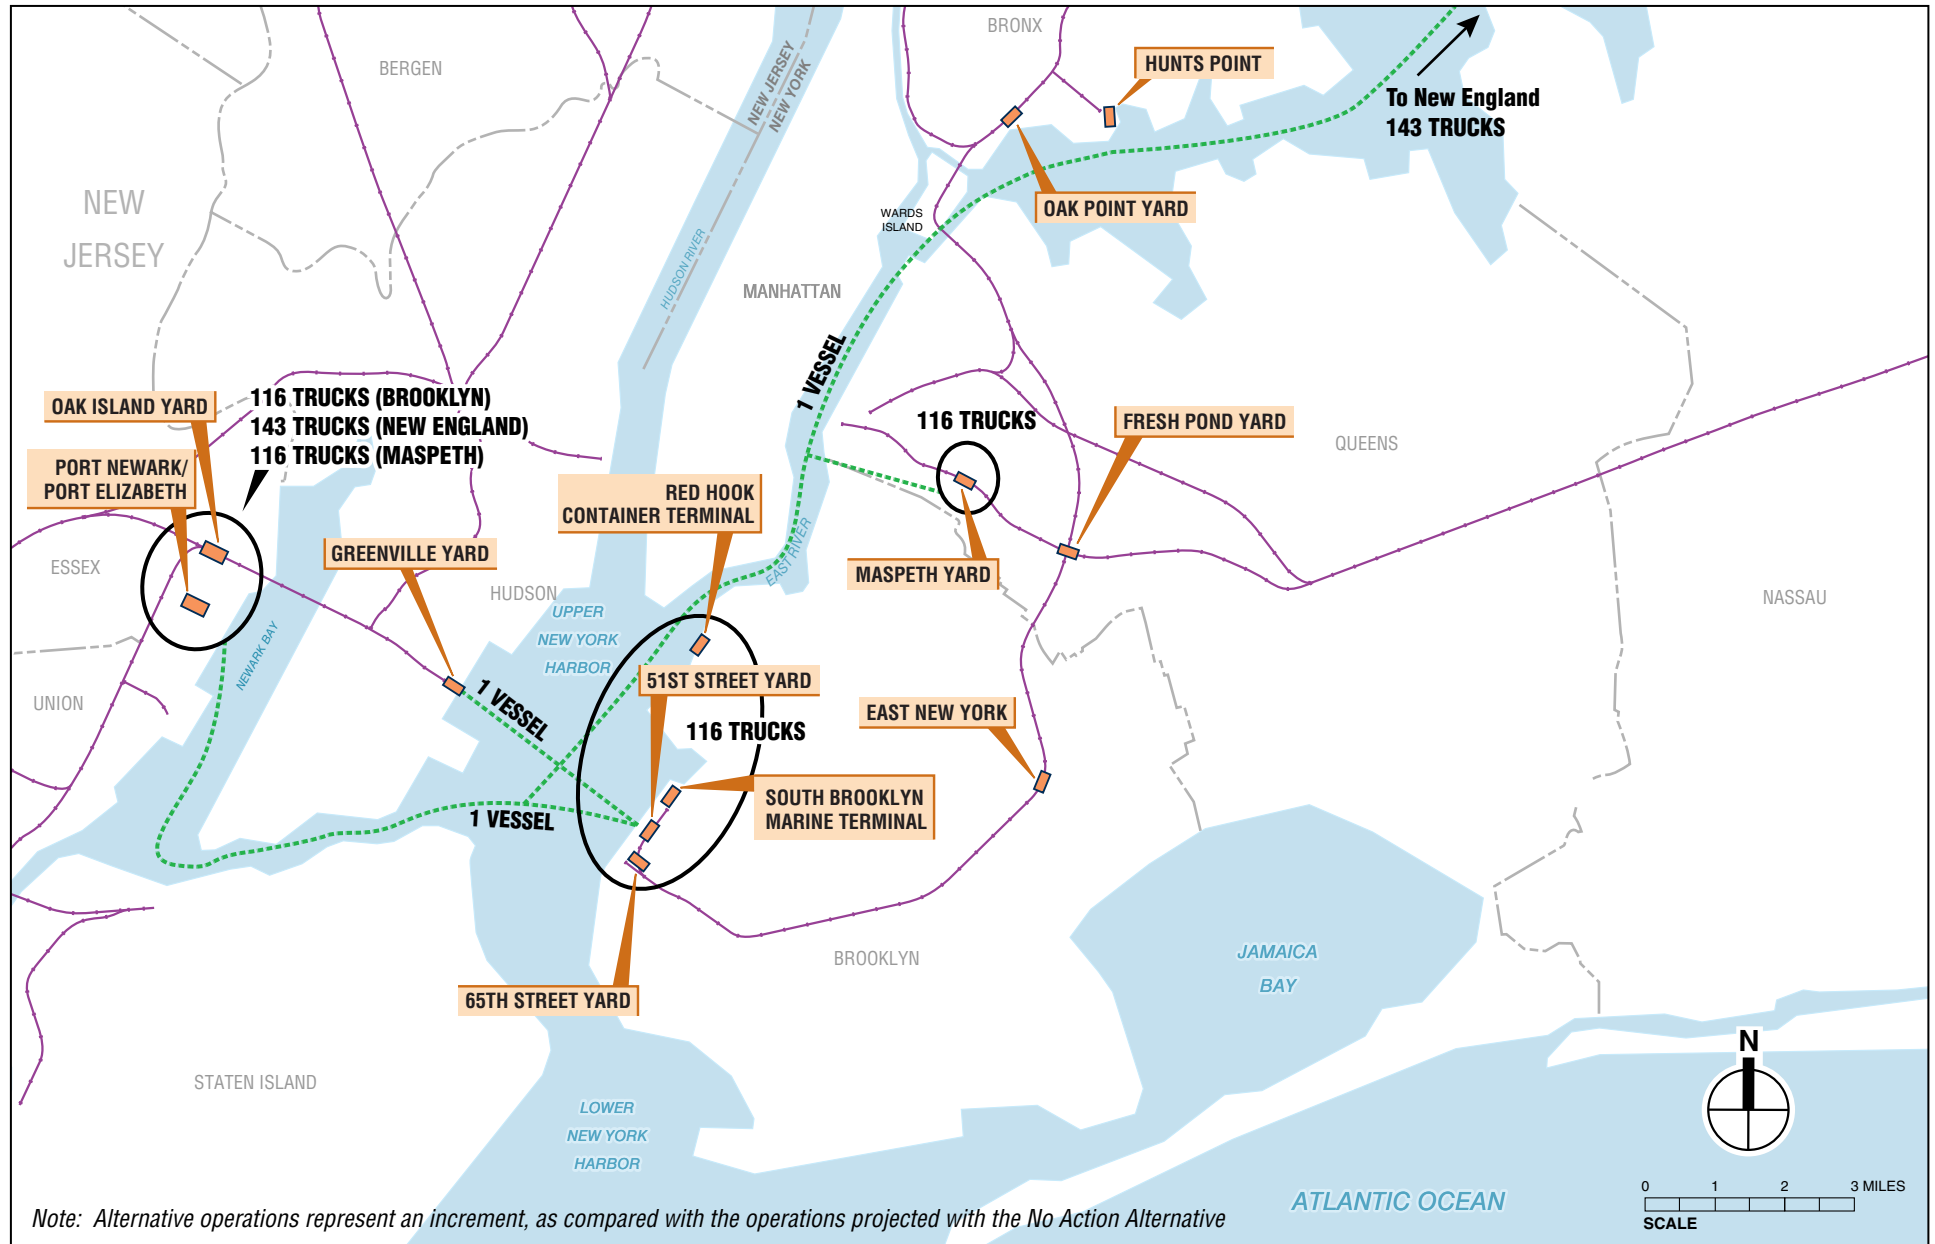 BRONX
BERGEN
HUNTS POINT
NEW JERSEY
NEW YORK
To New England
143 TRUCKS
NEW
JERSEY
OAK POINT YARD
WARDS
ISLAND
HUDSON RIVER
MANHATTAN
1 VESSEL
OAK ISLAND YARD
116 TRUCKS (BROOKLYN)
143 TRUCKS (NEW ENGLAND)
116 TRUCKS (MASPETH)
116 TRUCKS
FRESH POND YARD
QUEENS
PORT NEWARK/
PORT ELIZABETH
RED HOOK
CONTAINER TERMINAL
GREENVILLE YARD
EAST RIVER
MASPETH YARD
ESSEX
HUDSON
NASSAU
UPPER
NEW YORK
HARBOR
NEWARK BAY
51ST STREET YARD
UNION
1 VESSEL
116 TRUCKS
EAST NEW YORK
SOUTH BROOKLYN
MARINE TERMINAL
1 VESSEL
BROOKLYN
JAMAICA
BAY
65TH STREET YARD
STATEN ISLAND
N
LOWER
NEW YORK
HARBOR
ATLANTIC OCEAN
0 1 2 3 MILES
SCALE
Note: Alternative operations represent an increment, as compared with the operations projected with the No Action Alternative